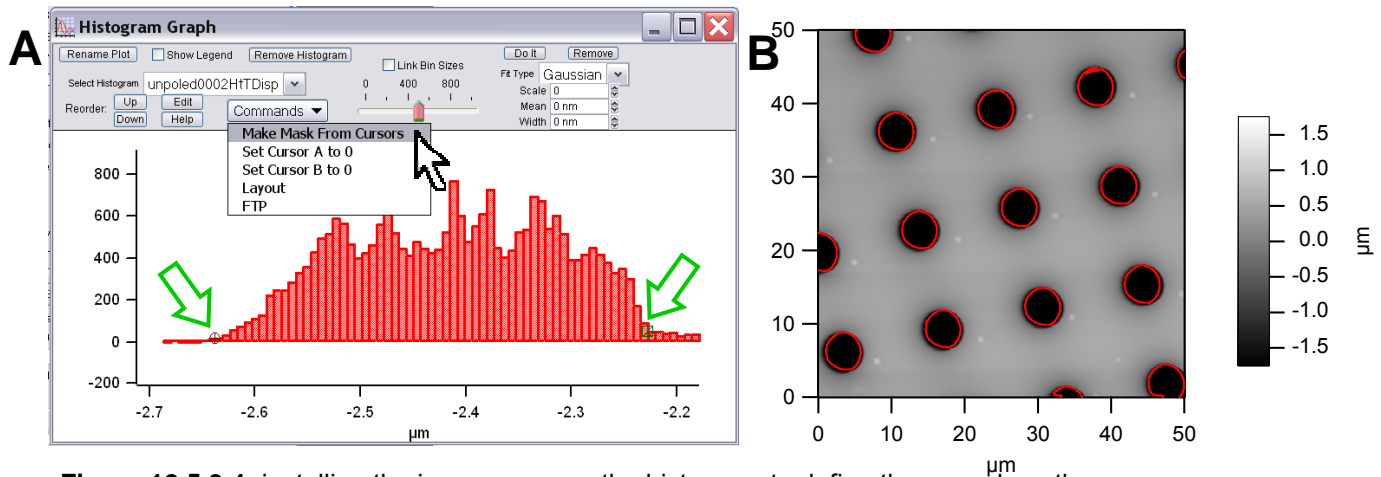 A
Histogram Graph
Rename Plot Show Legend Remove Histogram
Link Bin Sizes
Do It Remove
Select Histogram unpoled0002HtTDisp
0 400 800
Fit Type Gaussian
Scale 0
Mean 0 nm
Width 0 nm
Reorder: Up Down Edit Help
Commands
Make Mask From Cursors
Set Cursor A to 0
Set Cursor B to 0
Layout
FTP
800
600
400
200
0
-200
-2.7 -2.6 -2.5 -2.4 -2.3 -2.2
µm
B
50
40
30
20
10
0
0 10 20 30 40 50
µm
1.5
1.0
0.5
0.0
-0.5
-1.0
-1.5
µm